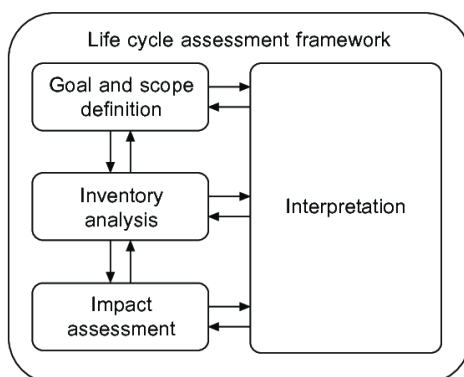 Life cycle assessment framework
Goal and scope
definition
Inventory
analysis
Interpretation
Impact
assessment